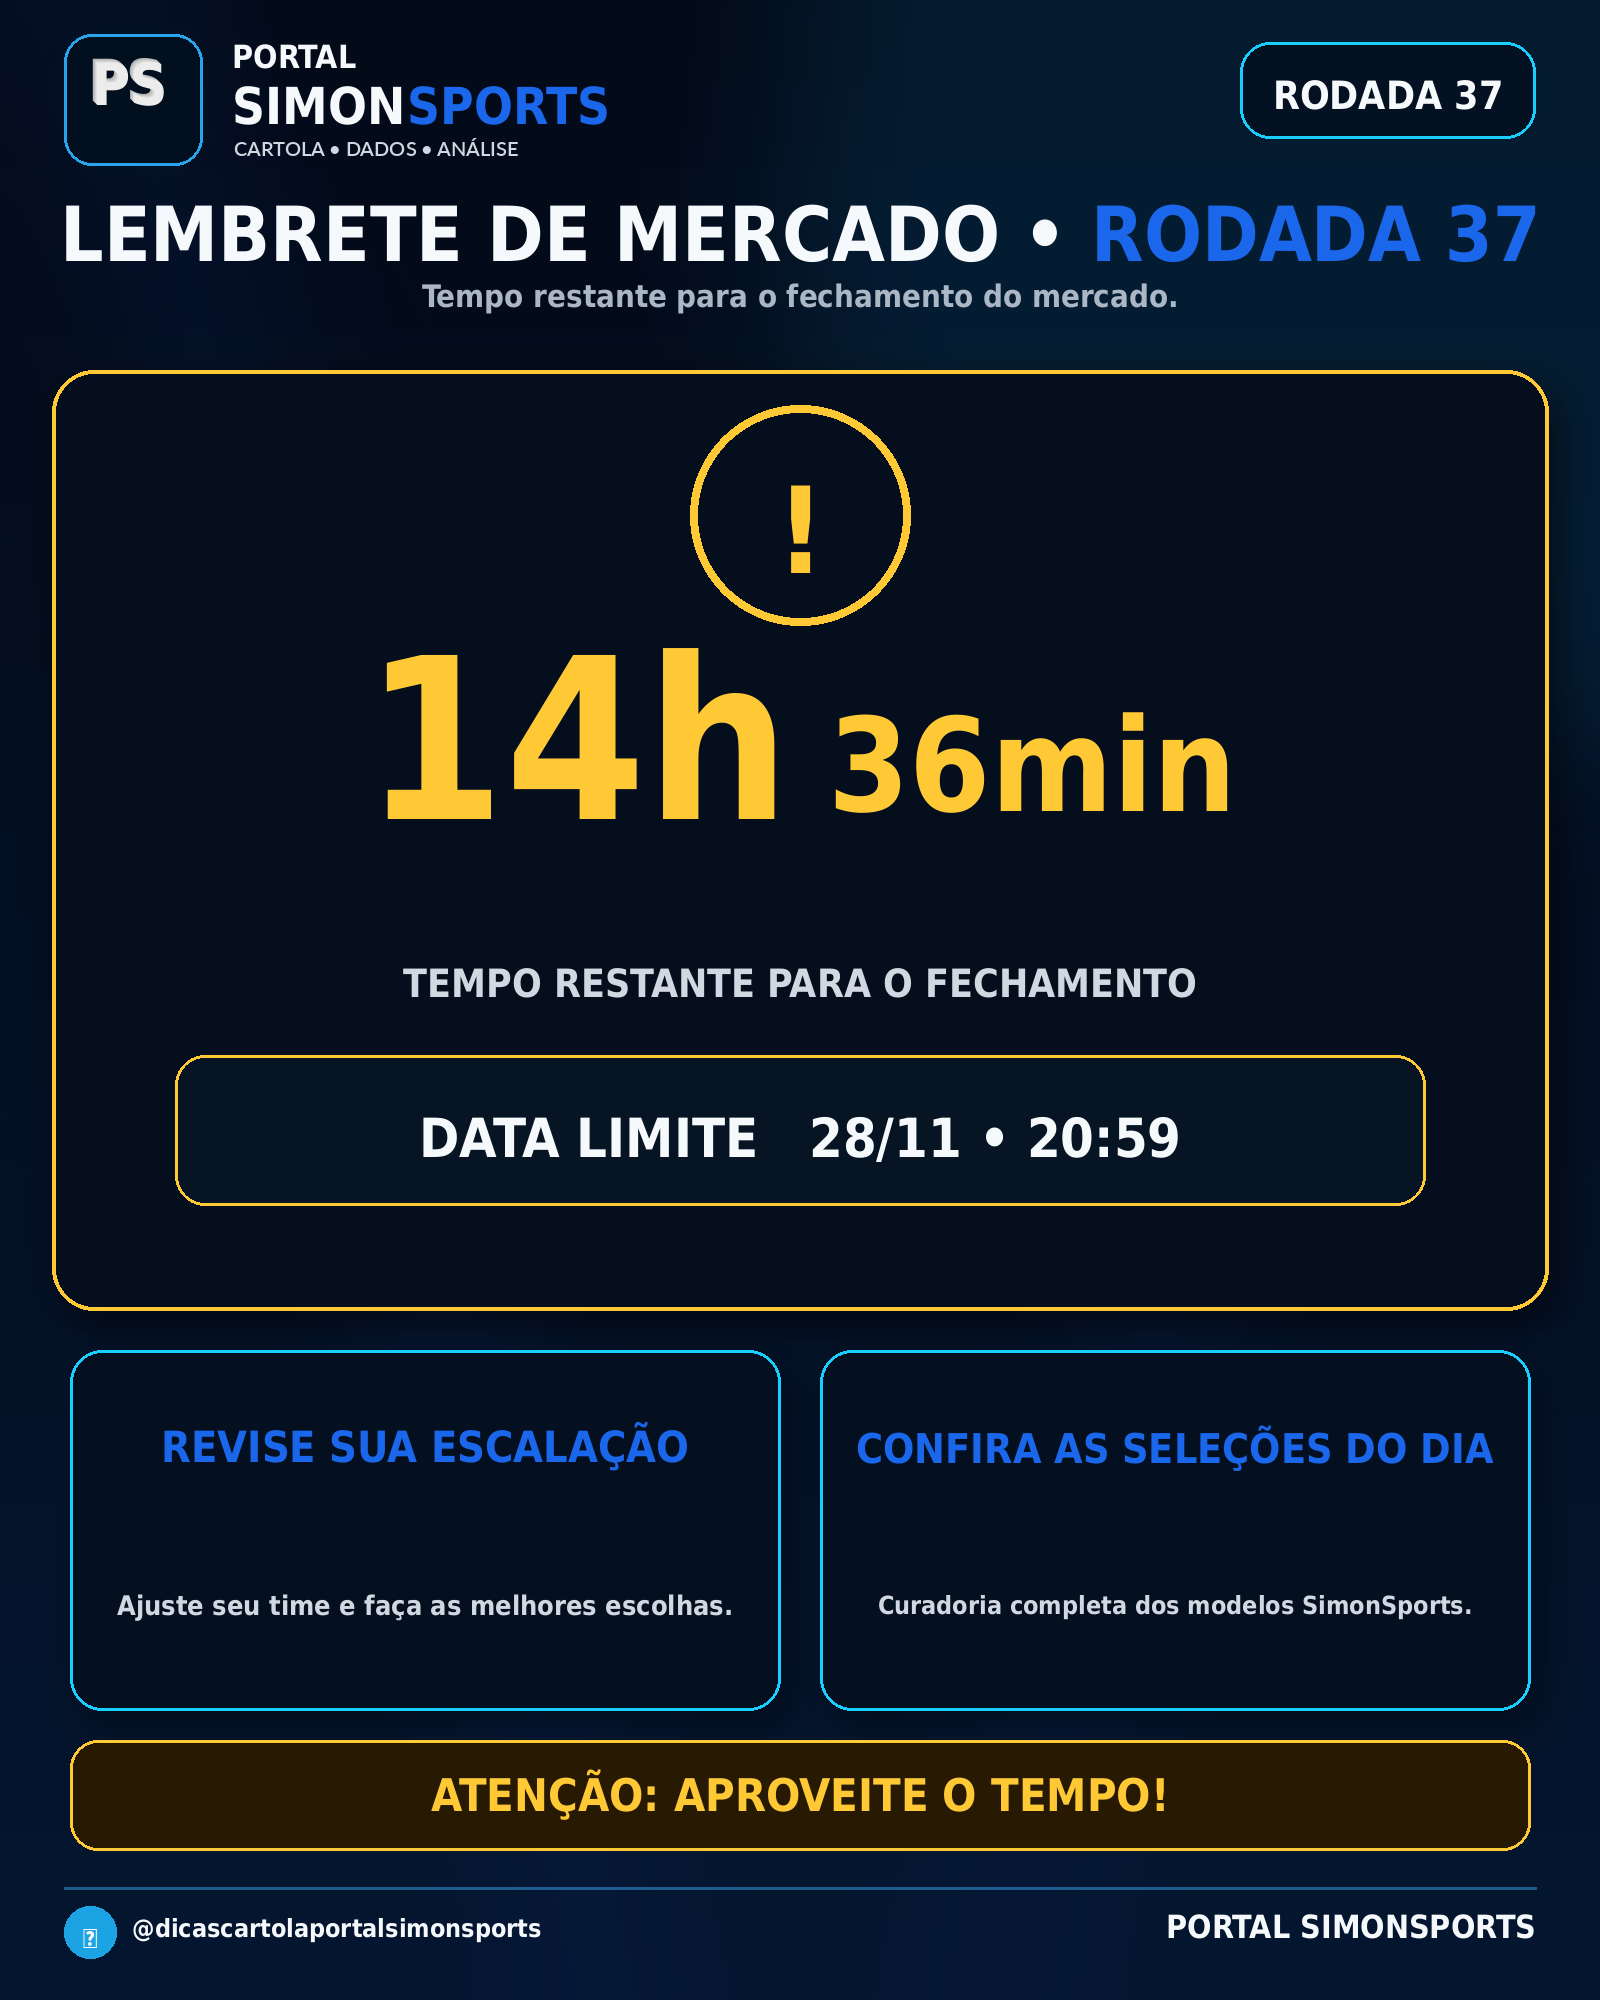 PS
PORTAL
SIMONSPORTS
CARTOLA • DADOS • ANÁLISE
RODADA 37
LEMBRETE DE MERCADO • RODADA 37
Tempo restante para o fechamento do mercado.
!
14h 36min
TEMPO RESTANTE PARA O FECHAMENTO
DATA LIMITE 28/11 • 20:59
REVISE SUA ESCALAÇÃO
Ajuste seu time e faça as melhores escolhas.
CONFIRA AS SELEÇÕES DO DIA
Curadoria completa dos modelos SimonSports.
ATENÇÃO: APROVEITE O TEMPO!
@dicascartolaportalsimonsports
PORTAL SIMONSPORTS